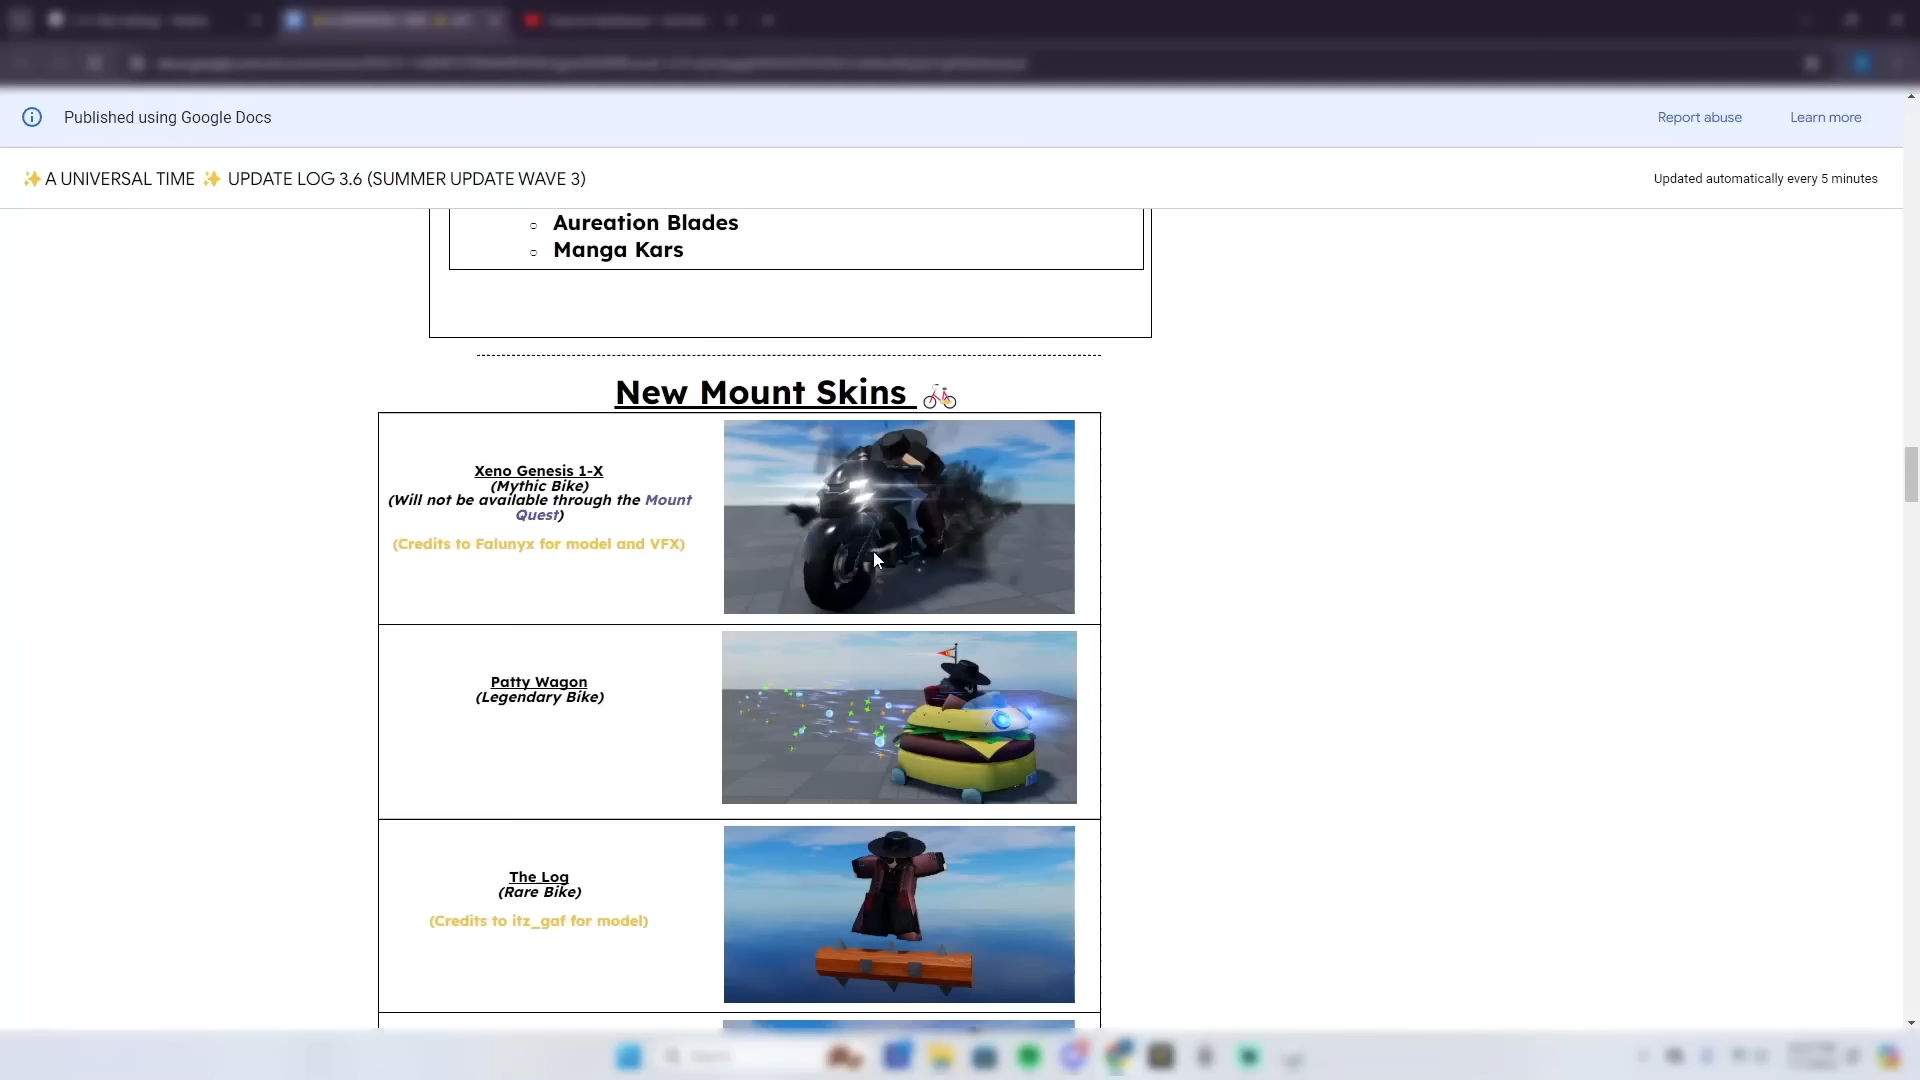 Published using Google Docs
Report abuse
Learn more
✨A UNIVERSAL TIME ✨ UPDATE LOG 3.6 (SUMMER UPDATE WAVE 3)
Updated automatically every 5 minutes
Aureation Blades
Manga Kars
New Mount Skins 🚲
Xeno Genesis 1-X
(Mythic Bike)
(Will not be available through the Mount
Quest)
(Credits to Falunyx for model and VFX)
Patty Wagon
(Legendary Bike)
The Log
(Rare Bike)
(Credits to itz_gaf for model)